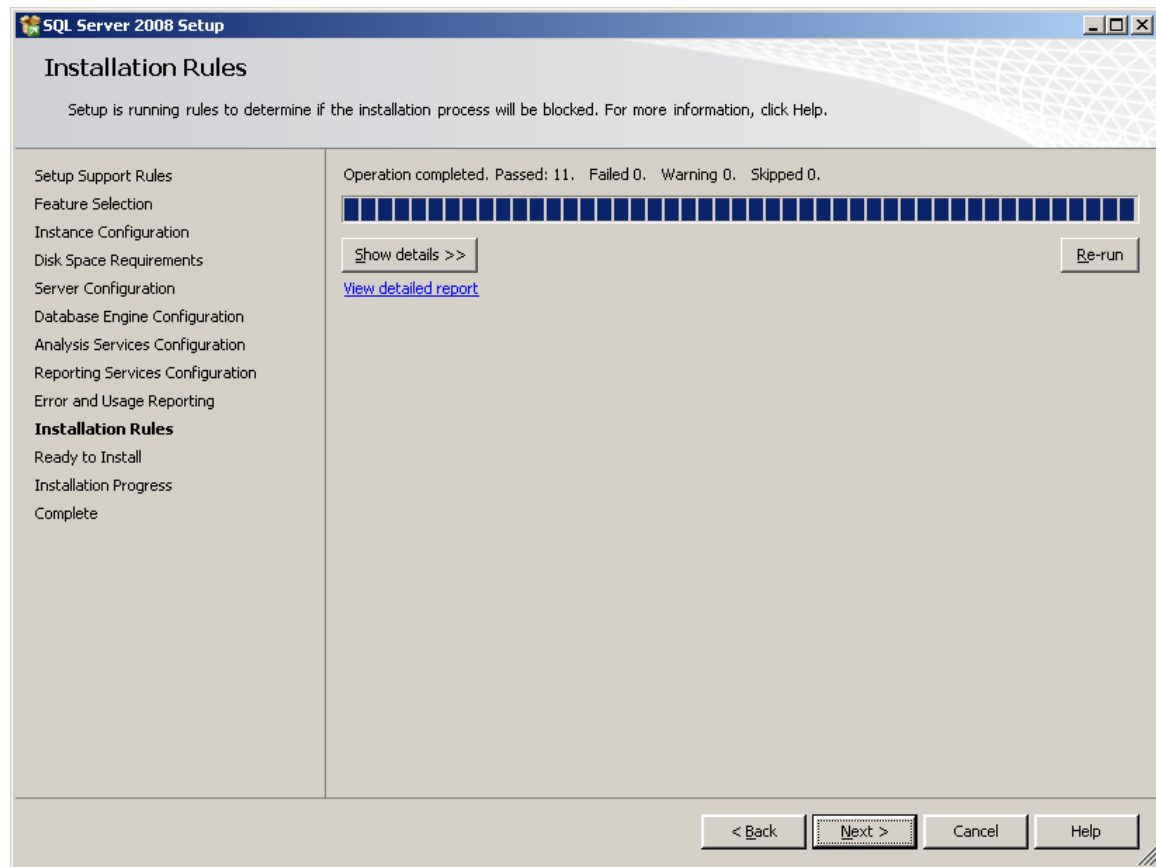 SQL Server 2008 Setup
Installation Rules
Setup is running rules to determine if the installation process will be blocked. For more information, click Help.
Setup Support Rules
Feature Selection
Instance Configuration
Disk Space Requirements
Server Configuration
Database Engine Configuration
Analysis Services Configuration
Reporting Services Configuration
Error and Usage Reporting
Installation Rules
Ready to Install
Installation Progress
Complete
Operation completed. Passed: 11. Failed 0. Warning 0. Skipped 0.
Show details >> Re-run
View detailed report
< Back Next > Cancel Help